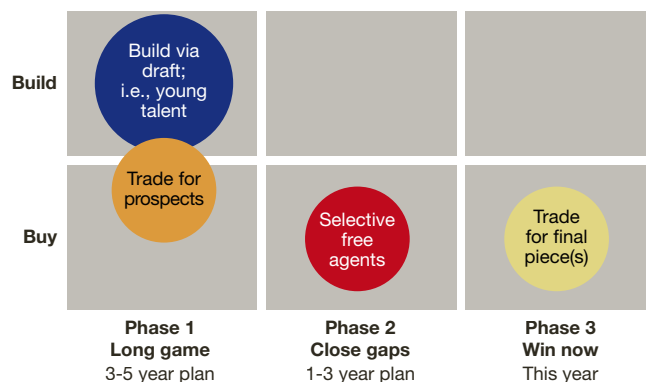 Build
Build via
draft;
i.e., young
talent
Trade for
prospects
Buy
Selective
free
agents
Trade
for final
piece(s)
Phase 1
Long game
3-5 year plan
Phase 2
Close gaps
1-3 year plan
Phase 3
Win now
This year